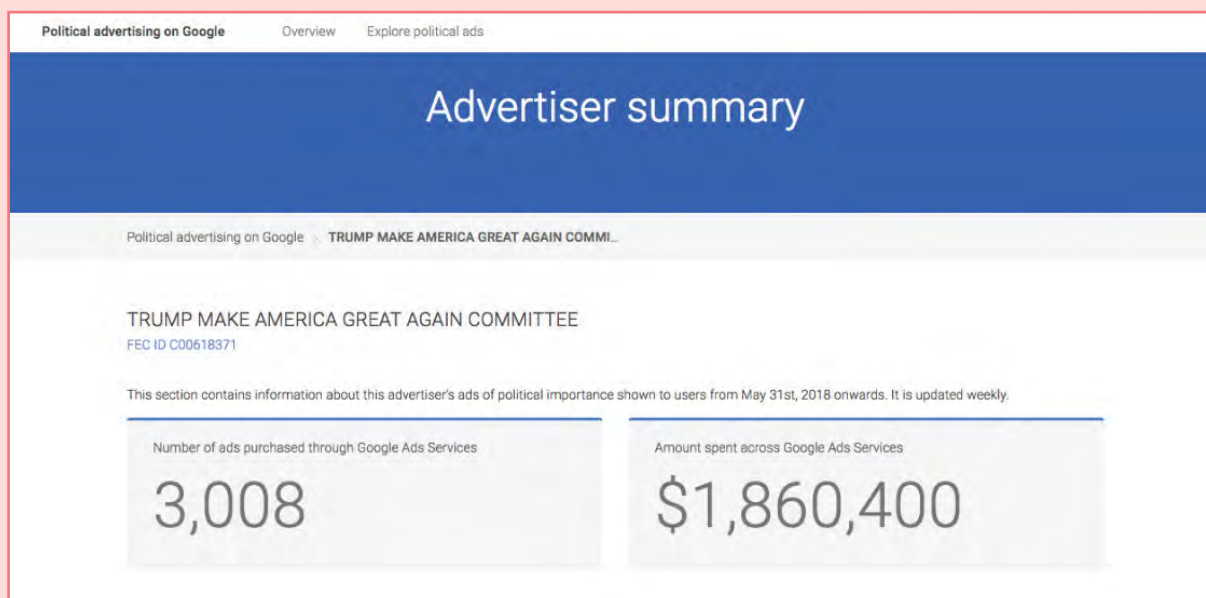 Political advertising on Google Overview Explore political ads
Advertiser summary
Political advertising on Google > TRUMP MAKE AMERICA GREAT AGAIN COMMI...
TRUMP MAKE AMERICA GREAT AGAIN COMMITTEE
FEC ID C00618371
This section contains information about this advertiser's ads of political importance shown to users from May 31st, 2018 onwards. It is updated weekly.
Number of ads purchased through Google Ads Services
3,008
Amount spent across Google Ads Services
$1,860,400